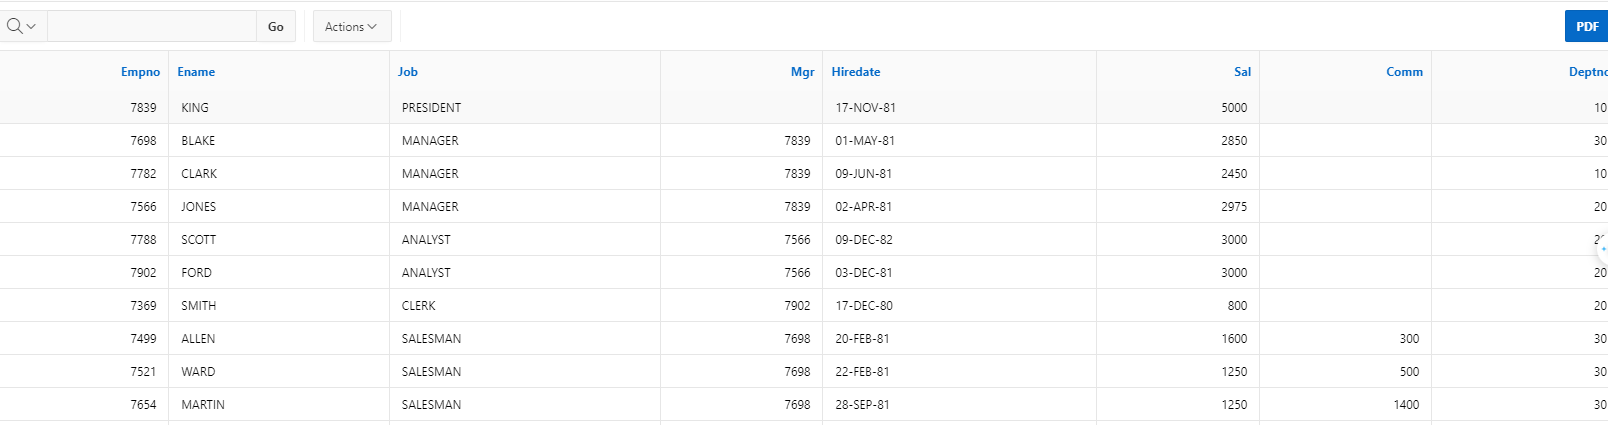 Go Actions PDF
Empno Ename Job Mgr Hiredate Sal Comm Deptno
7839 KING PRESIDENT 17-NOV-81 5000 10
7698 BLAKE MANAGER 7839 01-MAY-81 2850 30
7782 CLARK MANAGER 7839 09-JUN-81 2450 10
7566 JONES MANAGER 7839 02-APR-81 2975 20
7788 SCOTT ANALYST 7566 09-DEC-82 3000
7902 FORD ANALYST 7566 03-DEC-81 3000 20
7369 SMITH CLERK 7902 17-DEC-80 800 20
7499 ALLEN SALESMAN 7698 20-FEB-81 1600 300 30
7521 WARD SALESMAN 7698 22-FEB-81 1250 500 30
7654 MARTIN SALESMAN 7698 28-SEP-81 1250 1400 30